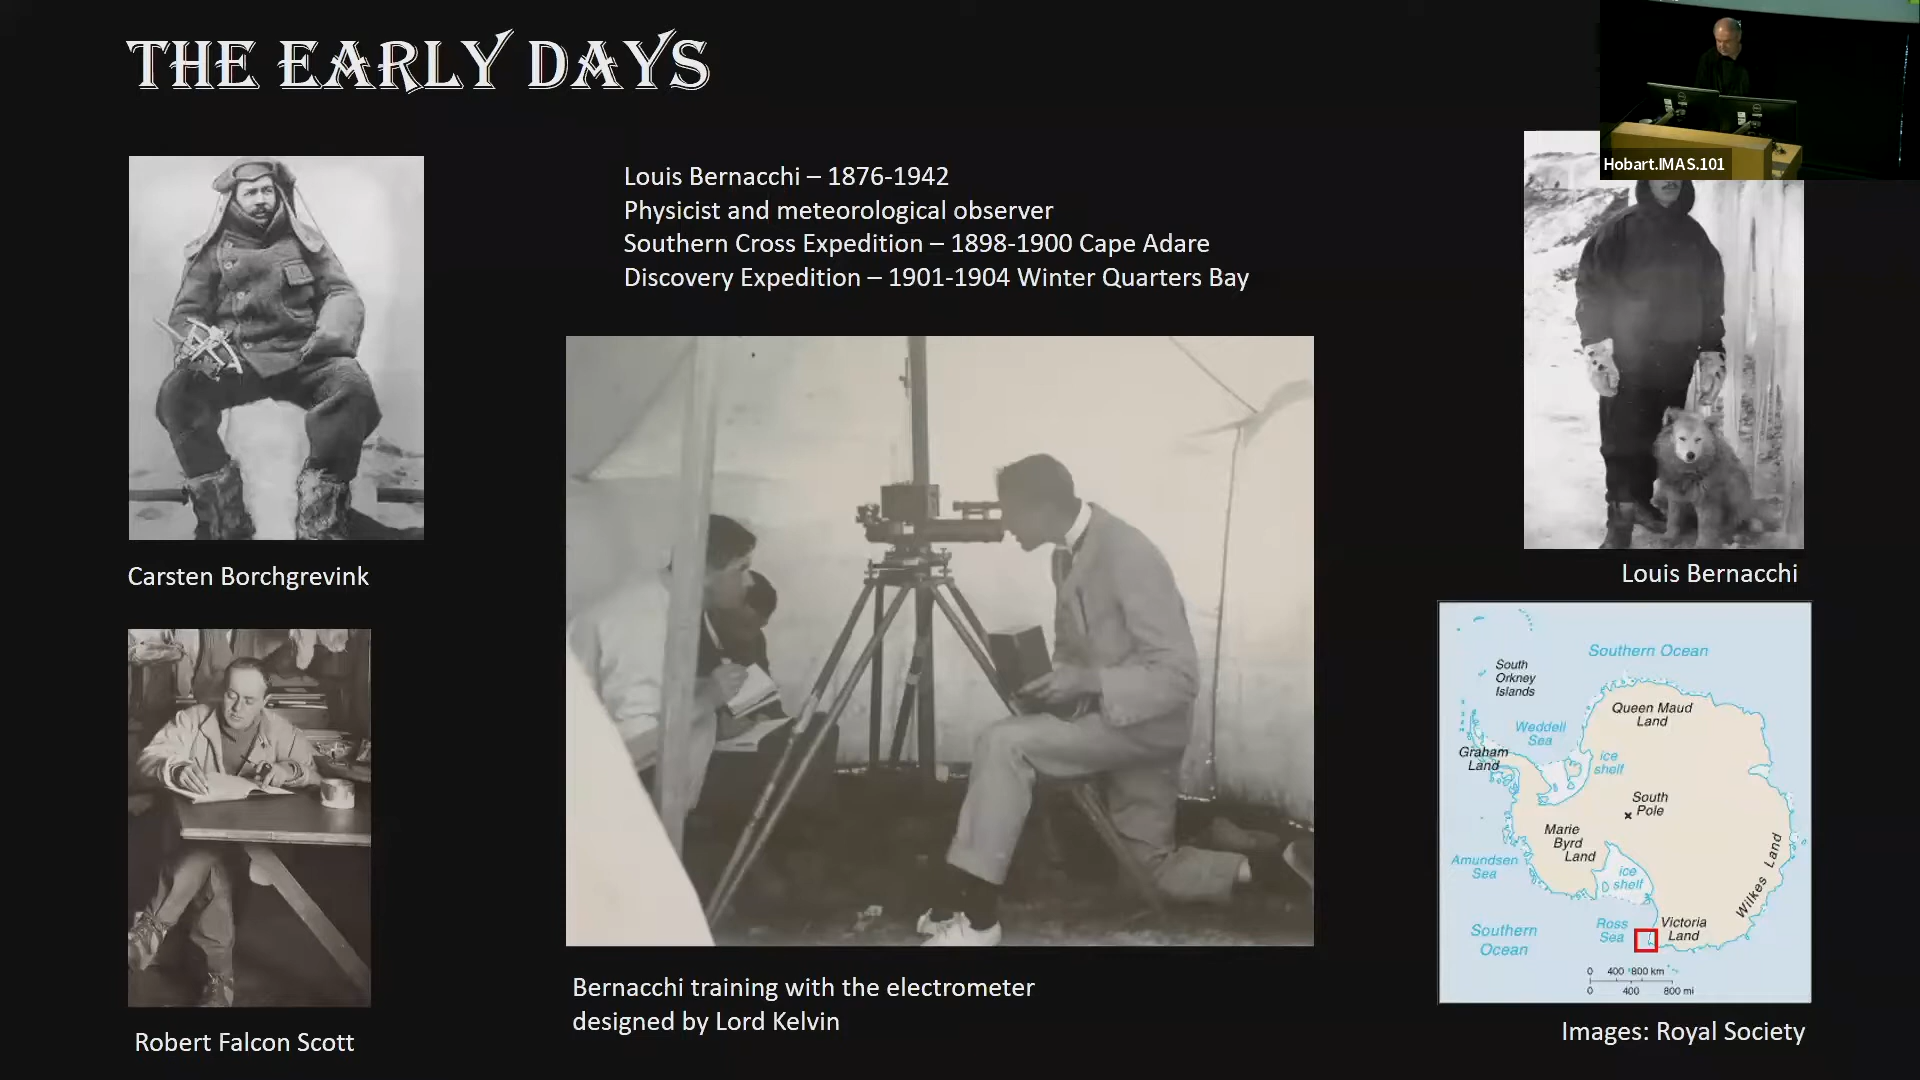 THE EARLY DAYS
Hobart.IMAS.101
Louis Bernacchi – 1876-1942
Physicist and meteorological observer
Southern Cross Expedition – 1898-1900 Cape Adare
Discovery Expedition – 1901-1904 Winter Quarters Bay
Carsten Borchgrevink
Louis Bernacchi
Robert Falcon Scott
Bernacchi training with the electrometer
designed by Lord Kelvin
Southern Ocean
South
Orkney
Islands
Queen Maud
Land
Weddell
Sea
Graham
Land
ice
shelf
South
Pole
Marie
Byrd
Land
Amundsen
Sea
ice
shelf
Wilkes Land
Ross
Sea
Victoria
Land
Southern
Ocean
0 400 800 km
0 400 800 mi
Images: Royal Society